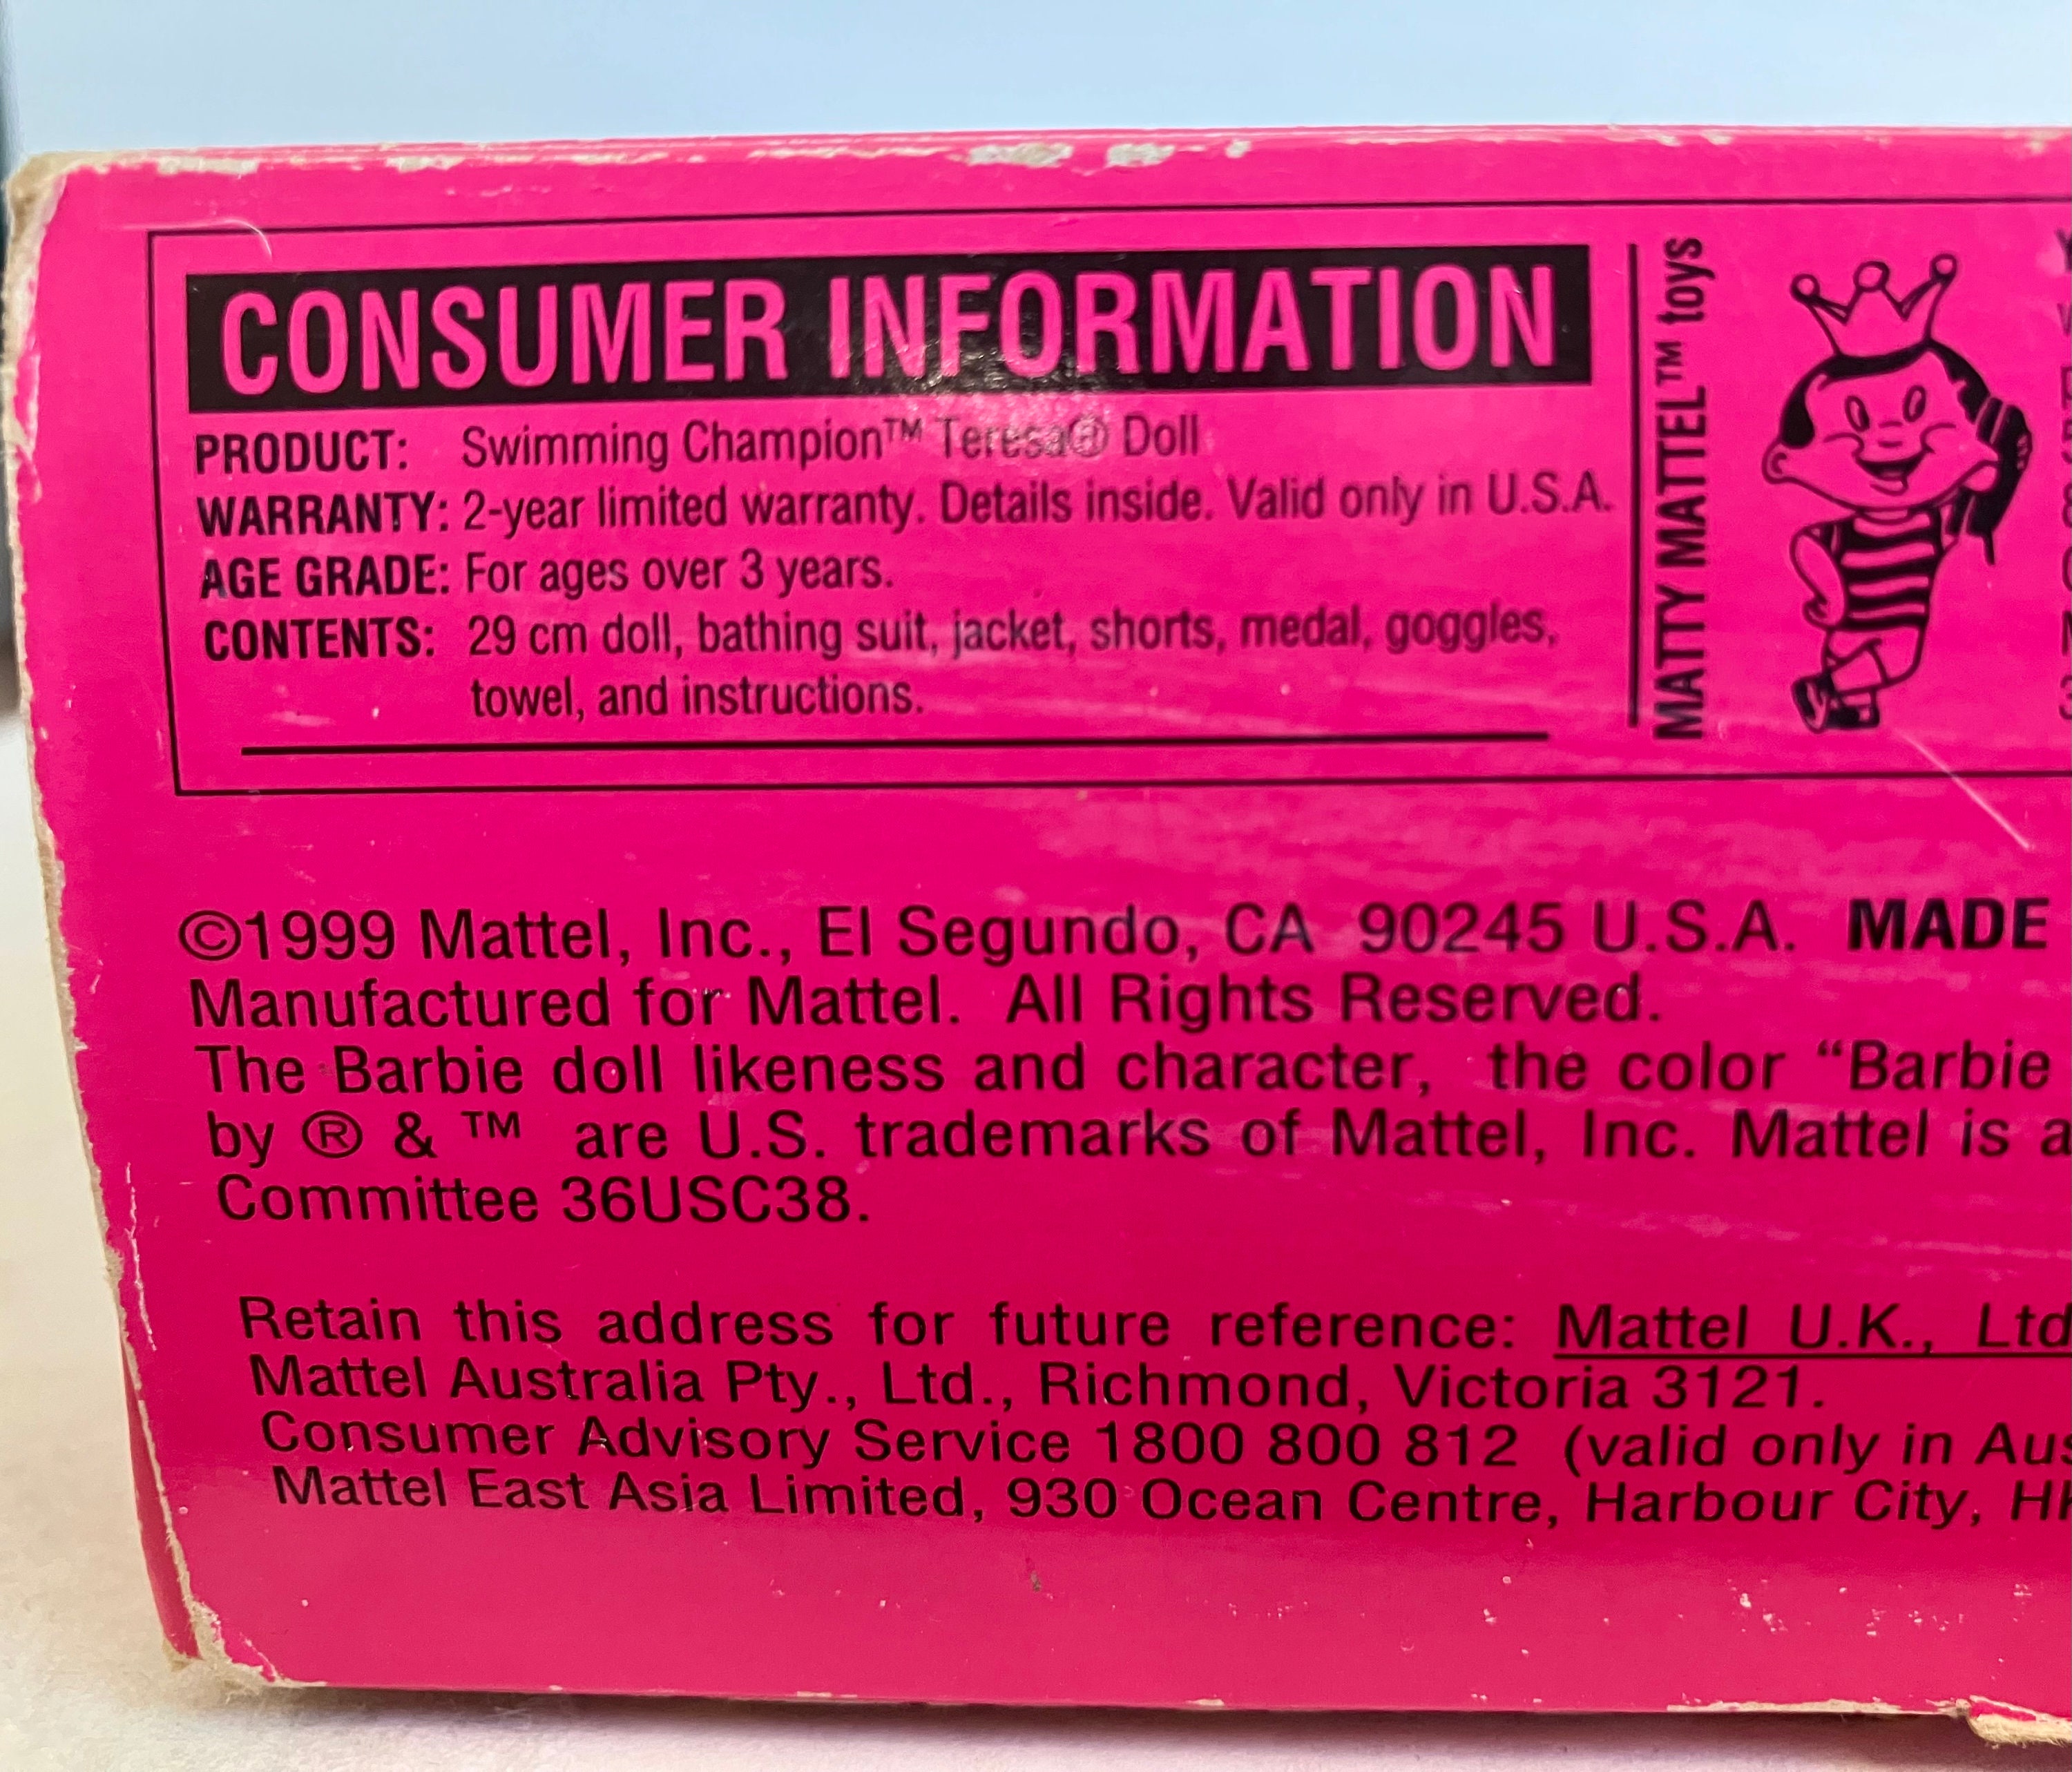 CONSUMER INFORMATION
PRODUCT: Swimming Champion™ Teresa® Doll
WARRANTY: 2-year limited warranty. Details inside. Valid only in U.S.A.
AGE GRADE: For ages over 3 years.
CONTENTS: 29 cm doll, bathing suit, jacket, shorts, medal, goggles,
towel, and instructions.
MATTY MATTEL™ toys
©1999 Mattel, Inc., El Segundo, CA 90245 U.S.A. MADE
Manufactured for Mattel. All Rights Reserved.
The Barbie doll likeness and character, the color “Barbie
by ® & ™ are U.S. trademarks of Mattel, Inc. Mattel is a
Committee 36USC38.
Retain this address for future reference: Mattel U.K., Ltd
Mattel Australia Pty., Ltd., Richmond, Victoria 3121.
Consumer Advisory Service 1800 800 812 (valid only in Aus
Mattel East Asia Limited, 930 Ocean Centre, Harbour City,